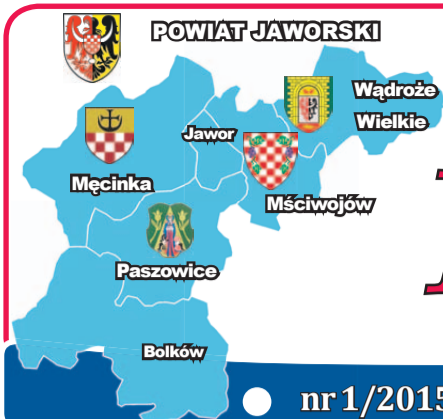 POWIAT JAWORSKI
Wądroże
Wielkie
Jawor
Męcinka
Mściwojów
Paszowice
Bolków
nr 1/2015